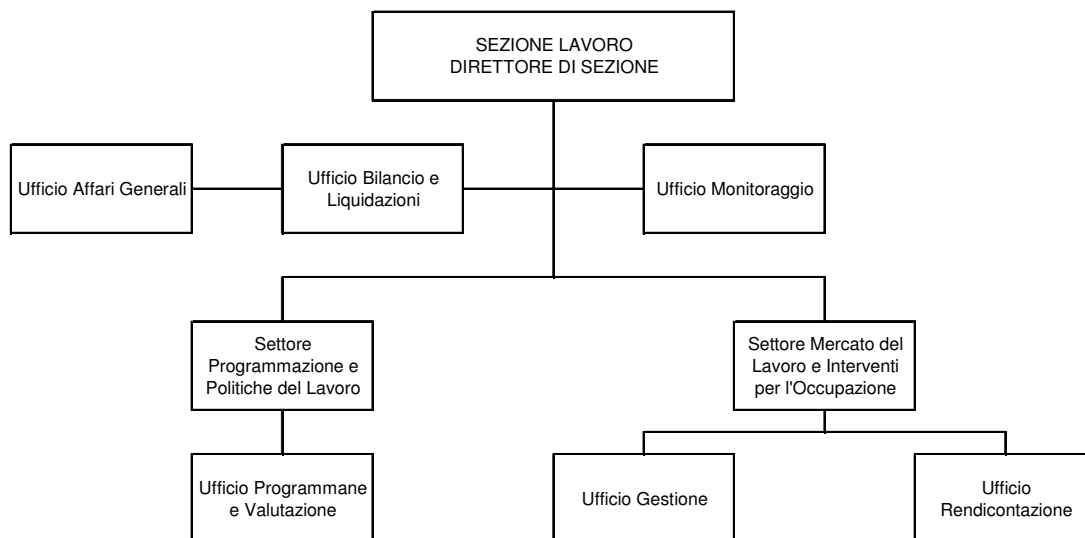 SEZIONE LAVORO
DIRETTORE DI SEZIONE
Ufficio Affari Generali
Ufficio Bilancio e
Liquidazioni
Ufficio Monitoraggio
Settore
Programmazione e
Politiche del Lavoro
Settore Mercato del
Lavoro e Interventi
per l'Occupazione
Ufficio Programmane
e Valutazione
Ufficio Gestione
Ufficio
Rendicontazione